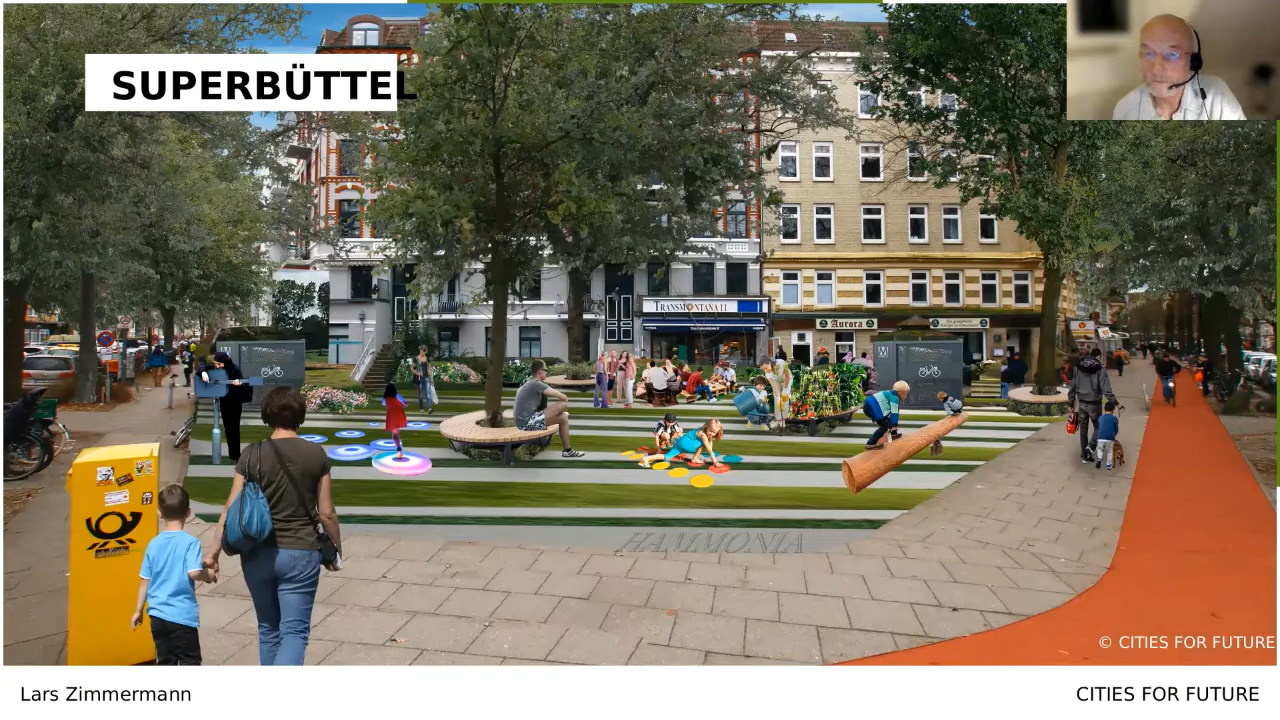 SUPERBÜTTEL
TRANSMONTANA II
Aurora
HAMMONIA
© CITIES FOR FUTURE
Lars Zimmermann
CITIES FOR FUTURE